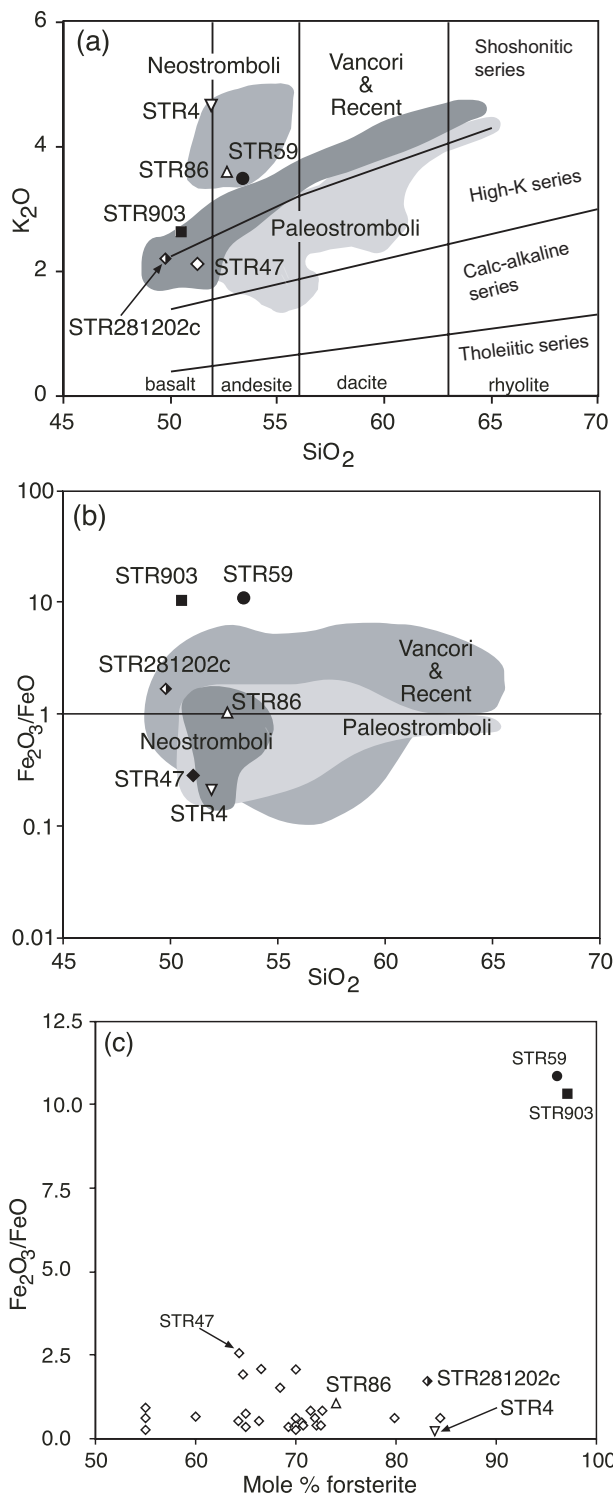 (a)
6
4
2
0
K2O
Neostromboli
Vancori
&
Recent
Shoshonitic
series
STR4
STR86
STR59
STR903
High-K series
Paleostromboli
STR47
Calc-alkaline
series
STR281202c
Tholeiitic series
basalt
andesite
dacite
rhyolite
45
50
55
60
65
70
SiO2
(b)
100
10
1
0.1
0.01
Fe2O3/FeO
STR903
STR59
Vancori
&
Recent
STR281202c
STR86
Paleostromboli
Neostromboli
STR47
STR4
45
50
55
60
65
70
SiO2
(c)
12.5
10.0
7.5
5.0
2.5
0.0
Fe2O3/FeO
STR59
STR903
STR47
STR86
STR281202c
STR4
50
60
70
80
90
100
Mole % forsterite